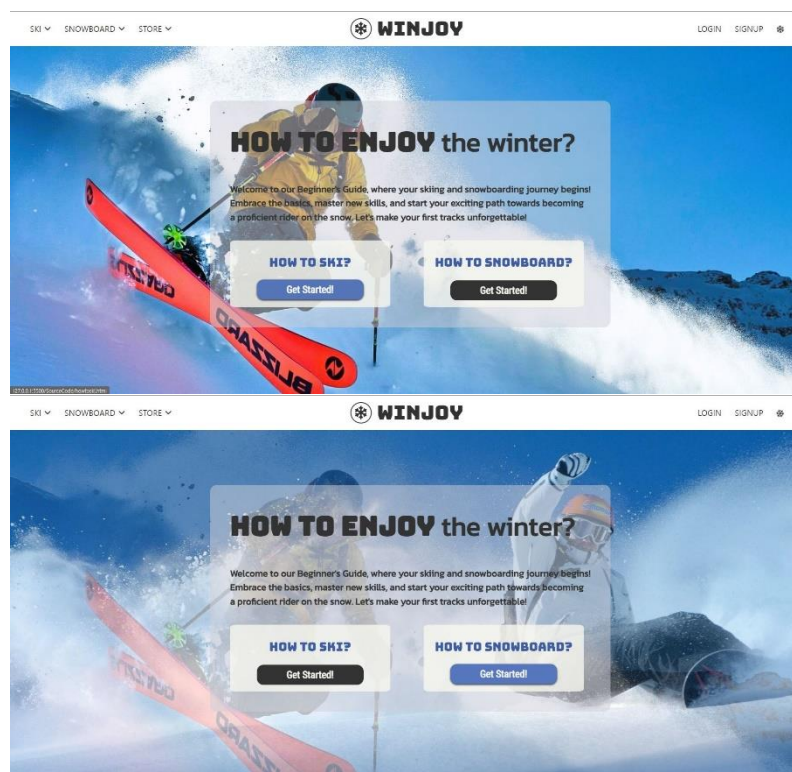 SKI SNOWBOARD STORE WINJOY LOGIN SIGNUP
HOW TO ENJOY the winter?
Welcome to our Beginner's Guide, where your skiing and snowboarding journey begins!
Embrace the basics, master new skills, and start your exciting path towards becoming
a proficient rider on the snow. Let's make your first tracks unforgettable!
HOW TO SKI? HOW TO SNOWBOARD?
Get Started! Get Started!
BLIZZARD
SKI SNOWBOARD STORE WINJOY LOGIN SIGNUP
HOW TO ENJOY the winter?
Welcome to our Beginner's Guide, where your skiing and snowboarding journey begins!
Embrace the basics, master new skills, and start your exciting path towards becoming
a proficient rider on the snow. Let's make your first tracks unforgettable!
HOW TO SKI? HOW TO SNOWBOARD?
Get Started! Get Started!